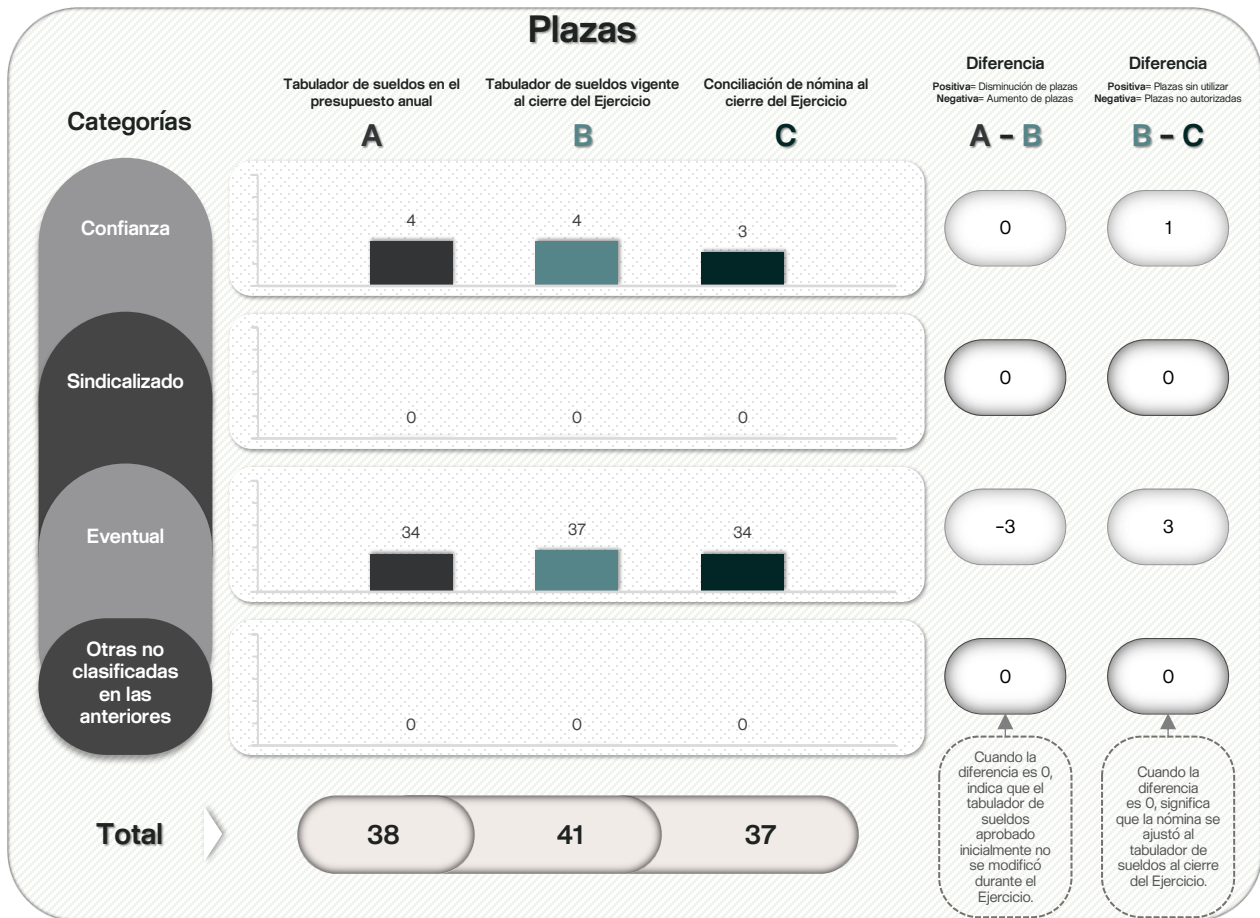 Plazas
Categorías
Tabulador de sueldos en el
presupuesto anual
A
Tabulador de sueldos vigente
al cierre del Ejercicio
B
Conciliación de nómina al
cierre del Ejercicio
C
Diferencia
Positiva= Disminución de plazas
Negativa= Aumento de plazas
A - B
Diferencia
Positiva= Plazas sin utilizar
Negativa= Plazas no autorizadas
B - C
Confianza
4
4
3
0
1
Sindicalizado
0
0
0
0
0
Eventual
34
37
34
-3
3
Otras no
clasificadas
en las
anteriores
0
0
0
0
0
Total
38
41
37
Cuando la
diferencia es 0,
indica que el
tabulador de
sueldos
aprobado
inicialmente no
se modificó
durante el
Ejercicio.
Cuando la
diferencia
es 0, significa
que la nómina se
ajustó al
tabulador de
sueldos al cierre
del Ejercicio.